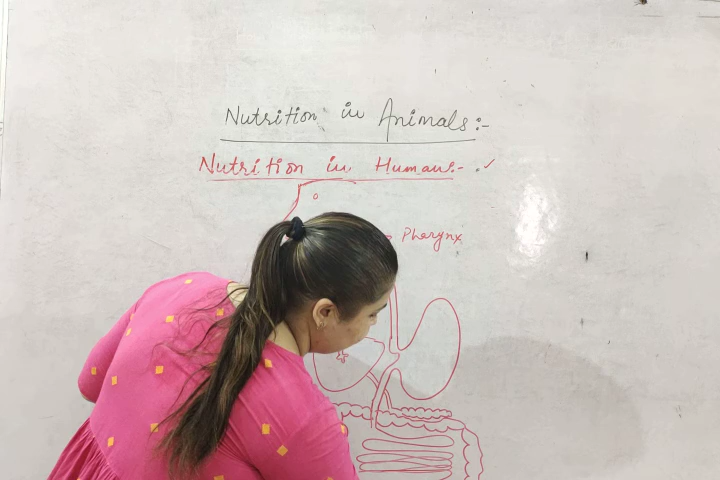 Nutrition in Animals:-
Nutrition in Humans:- ✓
Pharynx